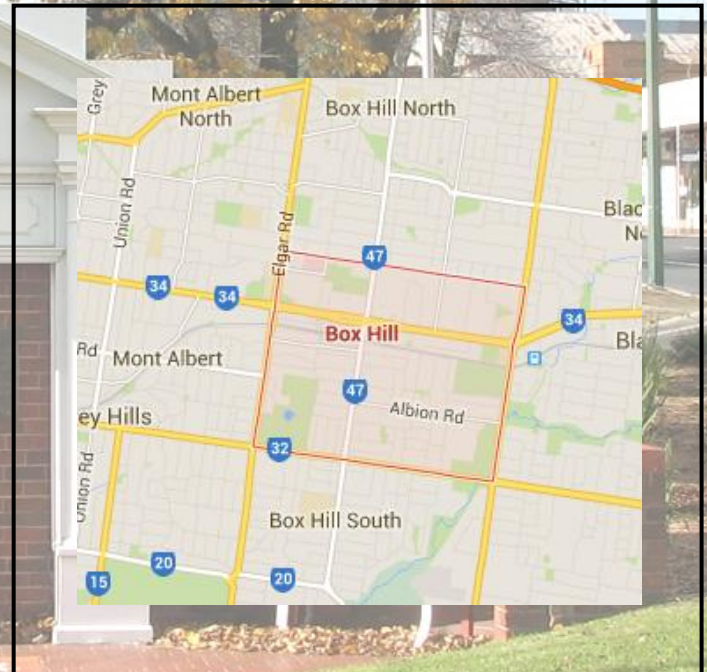 Grey
Mont Albert
North
Box Hill North
Union Rd
Elgar Rd
Blac
No
47
34
34
34
Box Hill
Bla
Rd
Mont Albert
47
Albion Rd
ey Hills
32
Union Rd
Box Hill South
20
20
15